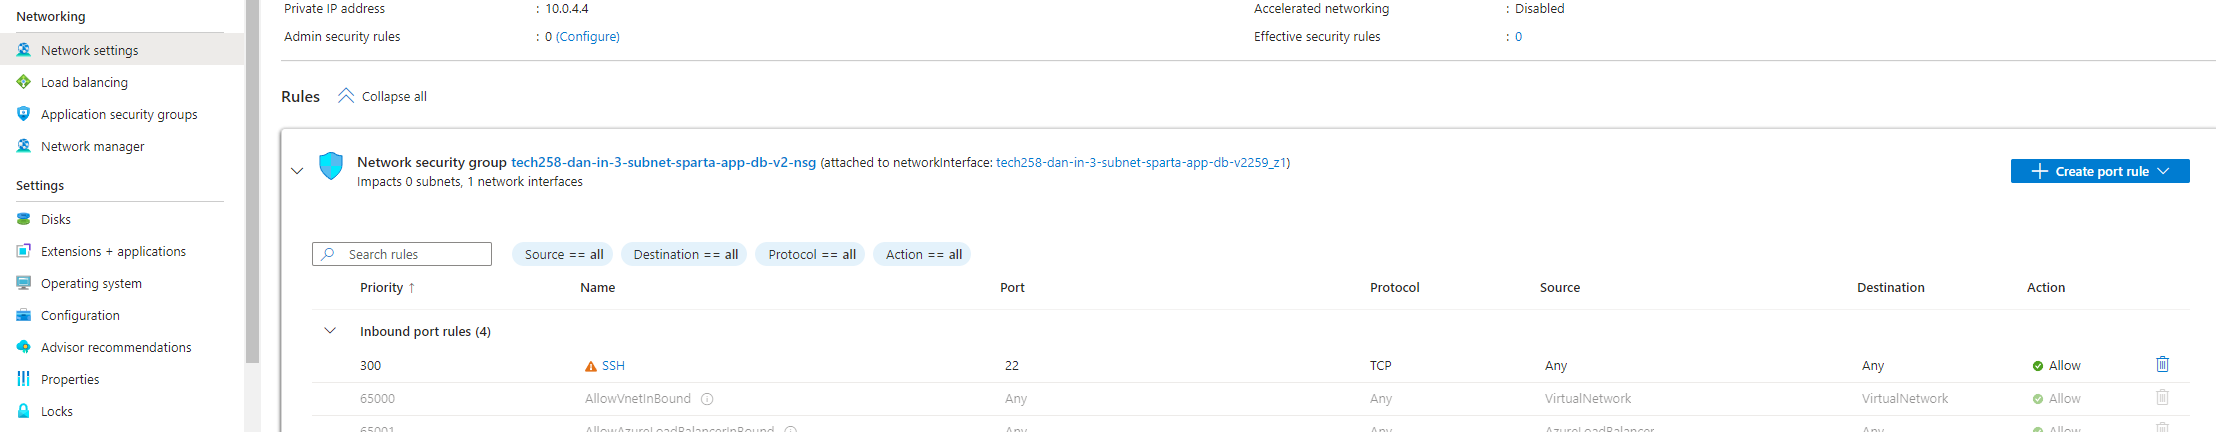 Networking
Network settings
Load balancing
Application security groups
Network manager
Settings
Disks
Extensions + applications
Operating system
Configuration
Advisor recommendations
Properties
Locks
Private IP address : 10.0.4.4
Accelerated networking : Disabled
Admin security rules : 0 (Configure)
Effective security rules : 0
Rules Collapse all
Network security group tech258-dan-in-3-subnet-sparta-app-db-v2-nsg (attached to networkInterface: tech258-dan-in-3-subnet-sparta-app-db-v2259_z1)
Impacts 0 subnets, 1 network interfaces
Create port rule
Search rules Source == all Destination == all Protocol == all Action == all
Priority ↑ Name Port Protocol Source Destination Action
Inbound port rules (4)
300 SSH 22 TCP Any Any Allow
65000 AllowVnetInBound Any Any VirtualNetwork VirtualNetwork Allow
65001 AllowAzureLoadBalancerInBound Any Any AzureLoadBalancer Any Allow